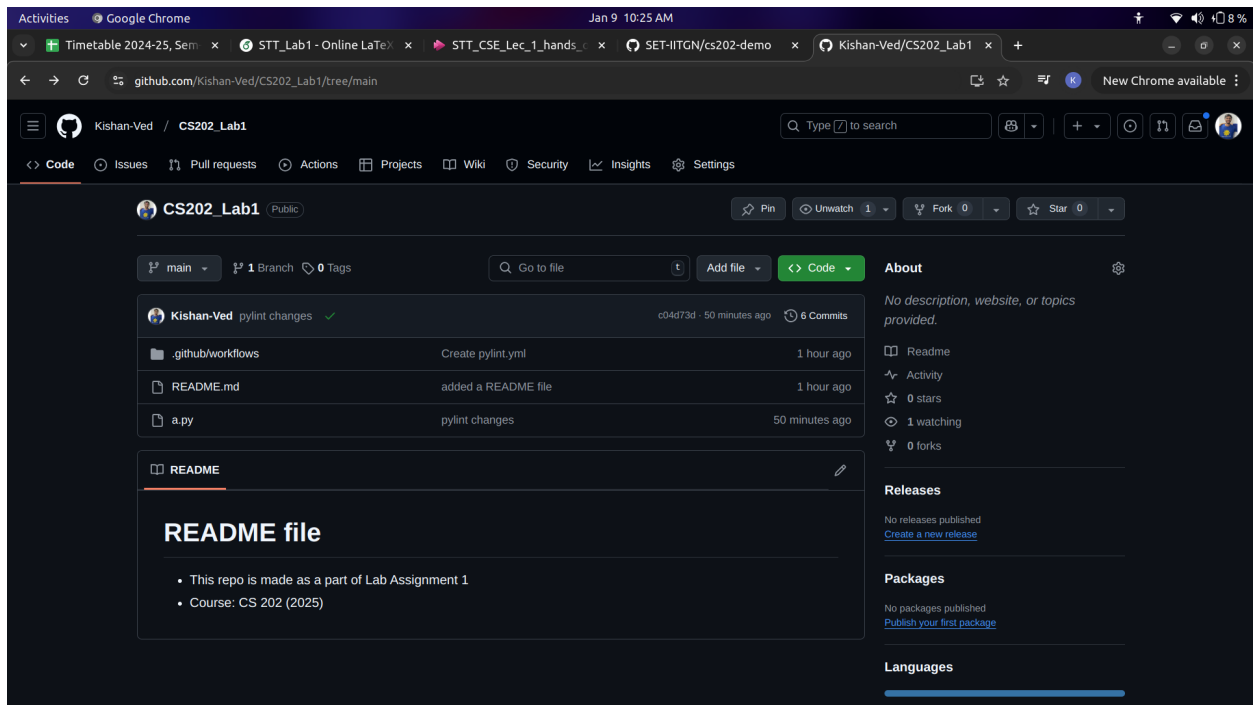 Activities Google Chrome Jan 9 10:25 AM 8 %
Timetable 2024-25, Sem STT_Lab1 - Online LaTeX STT_CSE_Lec_1_hands_ SET-IITGN/cs202-demo Kishan-Ved/CS202_Lab1
github.com/Kishan-Ved/CS202_Lab1/tree/main K New Chrome available
Kishan-Ved / CS202_Lab1 Type / to search
Code Issues Pull requests Actions Projects Wiki Security Insights Settings
CS202_Lab1 Public Pin Unwatch 1 Fork 0 Star 0
main 1 Branch 0 Tags Go to file t Add file Code
Kishan-Ved pylint changes c04d73d · 50 minutes ago 6 Commits
.github/workflows Create pylint.yml 1 hour ago
README.md added a README file 1 hour ago
a.py pylint changes 50 minutes ago
README
README file
• This repo is made as a part of Lab Assignment 1
• Course: CS 202 (2025)
About
No description, website, or topics
provided.
Readme
Activity
0 stars
1 watching
0 forks
Releases
No releases published
Create a new release
Packages
No packages published
Publish your first package
Languages